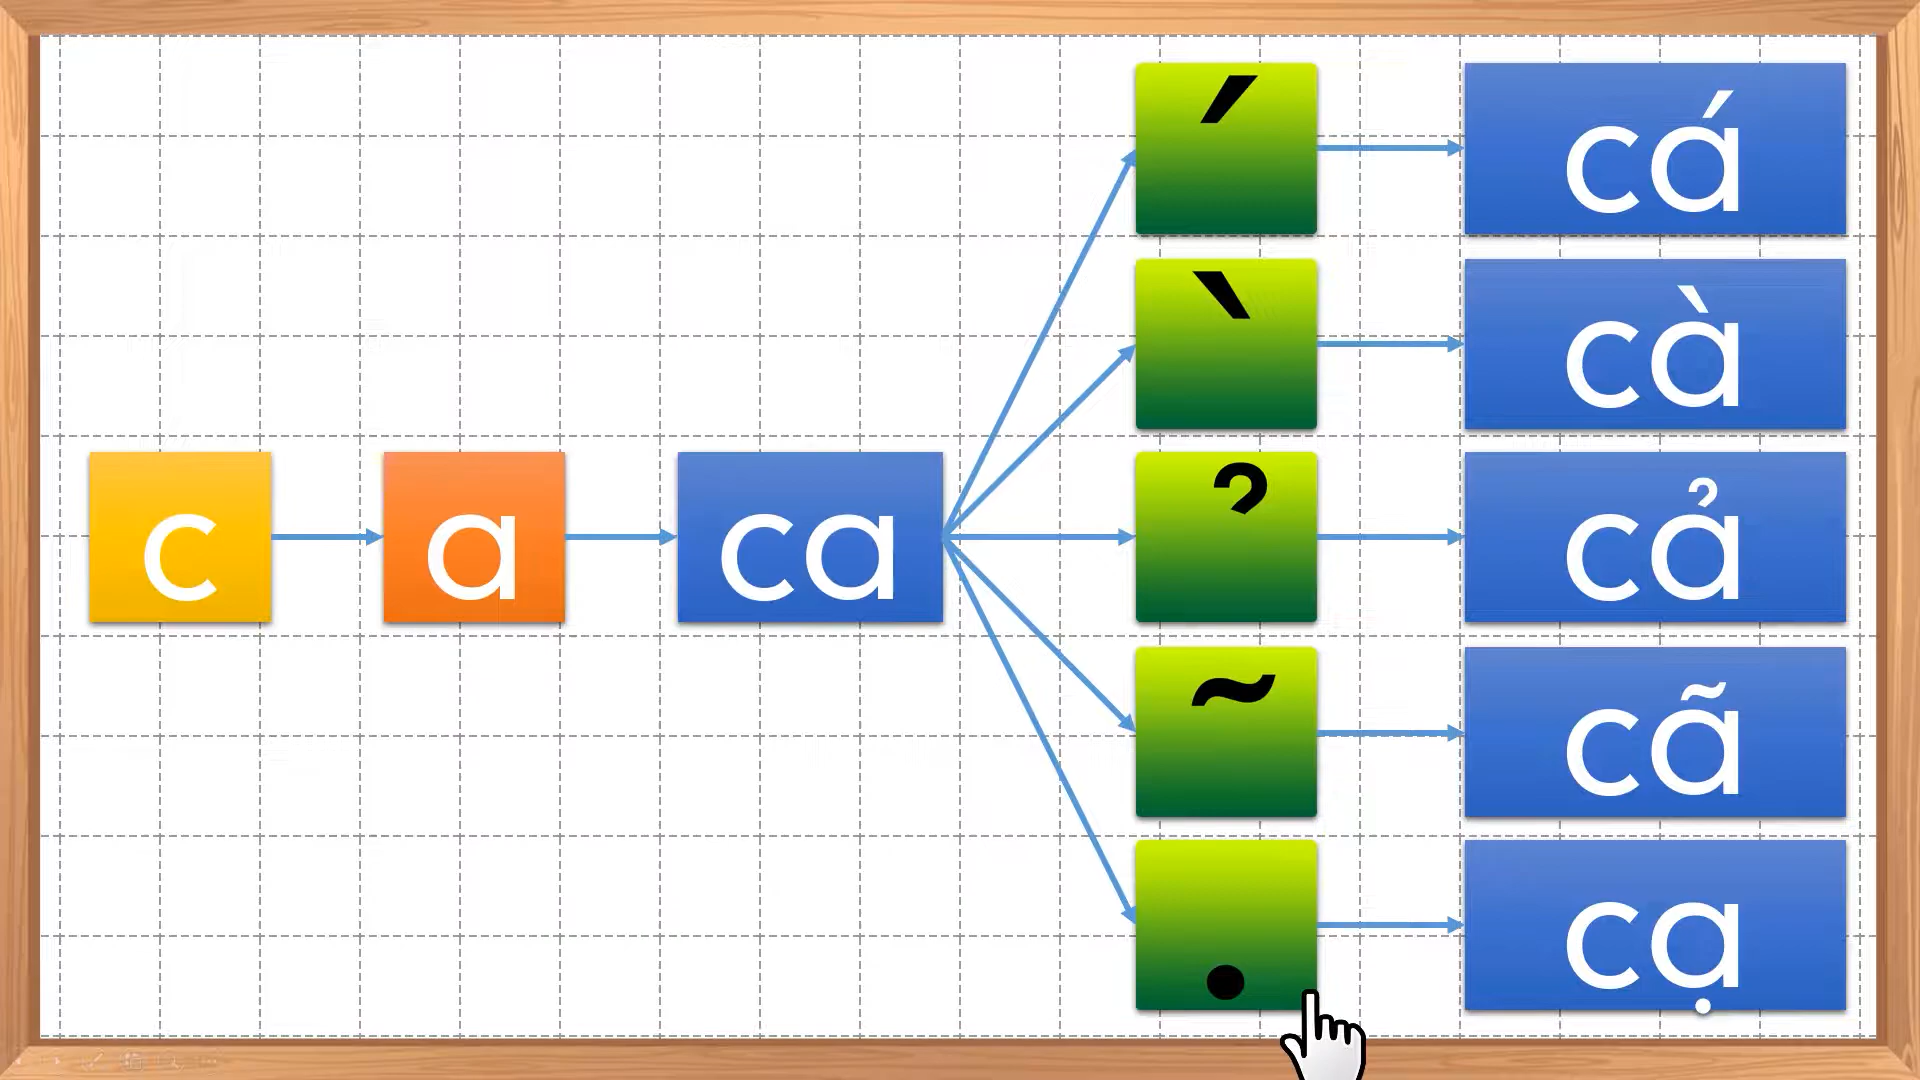 c a ca
´ cá
` cà
̉ cả
~ cã
. cạ